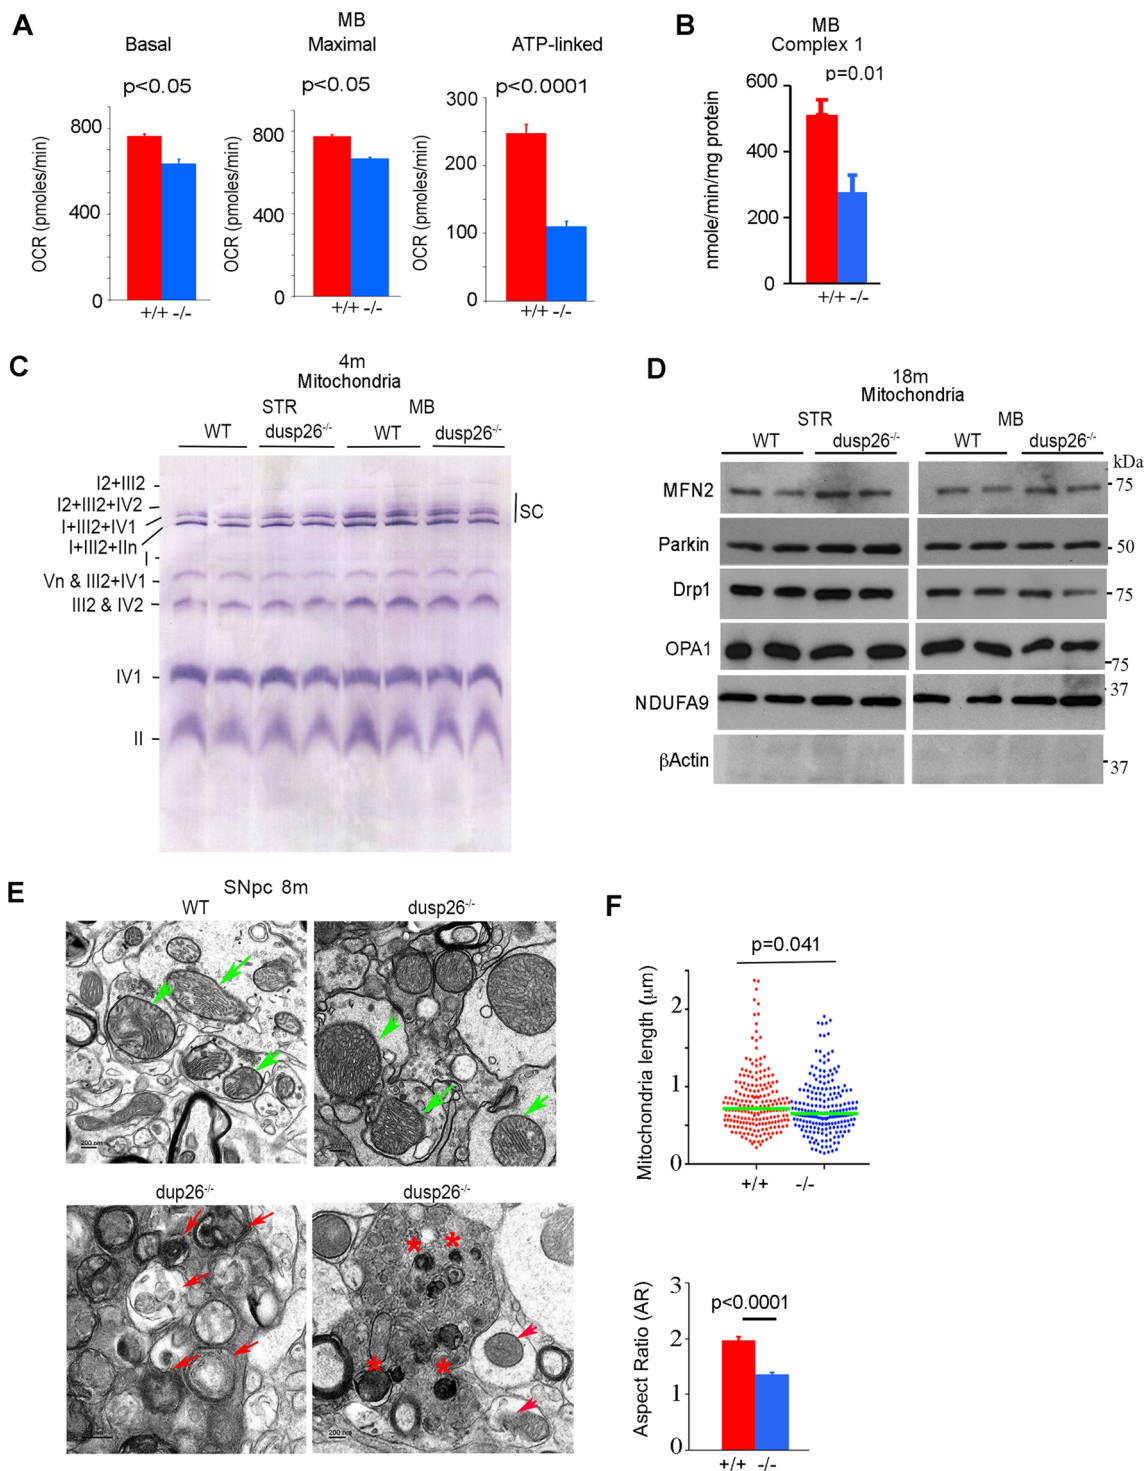 A
MB
Basal
Maximal
ATP-linked
p<0.05
p<0.05
p<0.0001
OCR (pmoles/min)
800
400
0
+/+ -/-
OCR (pmoles/min)
800
400
0
+/+ -/-
OCR (pmoles/min)
300
200
100
0
+/+ -/-
B
MB
Complex 1
p=0.01
nmole/min/mg protein
600
400
200
0
+/+ -/-
C
4m
Mitochondria
STR
MB
WT
dusp26-/-
WT
dusp26-/-
I2+III2
I2+III2+IV2
I+III2+IV1
I+III2+IIn
I
Vn & III2+IV1
III2 & IV2
IV1
II
SC
D
18m
Mitochondria
STR
MB
WT
dusp26-/-
WT
dusp26-/-
kDa
MFN2
75
Parkin
50
Drp1
75
OPA1
75
NDUFA9
37
βActin
37
E
SNpc 8m
WT
dusp26-/-
200 nm
dup26-/-
dusp26-/-
* *
* *
200 nm
F
p=0.041
Mitochondria length (μm)
2
1
0
+/+ -/-
Aspect Ratio (AR)
3
p<0.0001
2
1
0
+/+ -/-